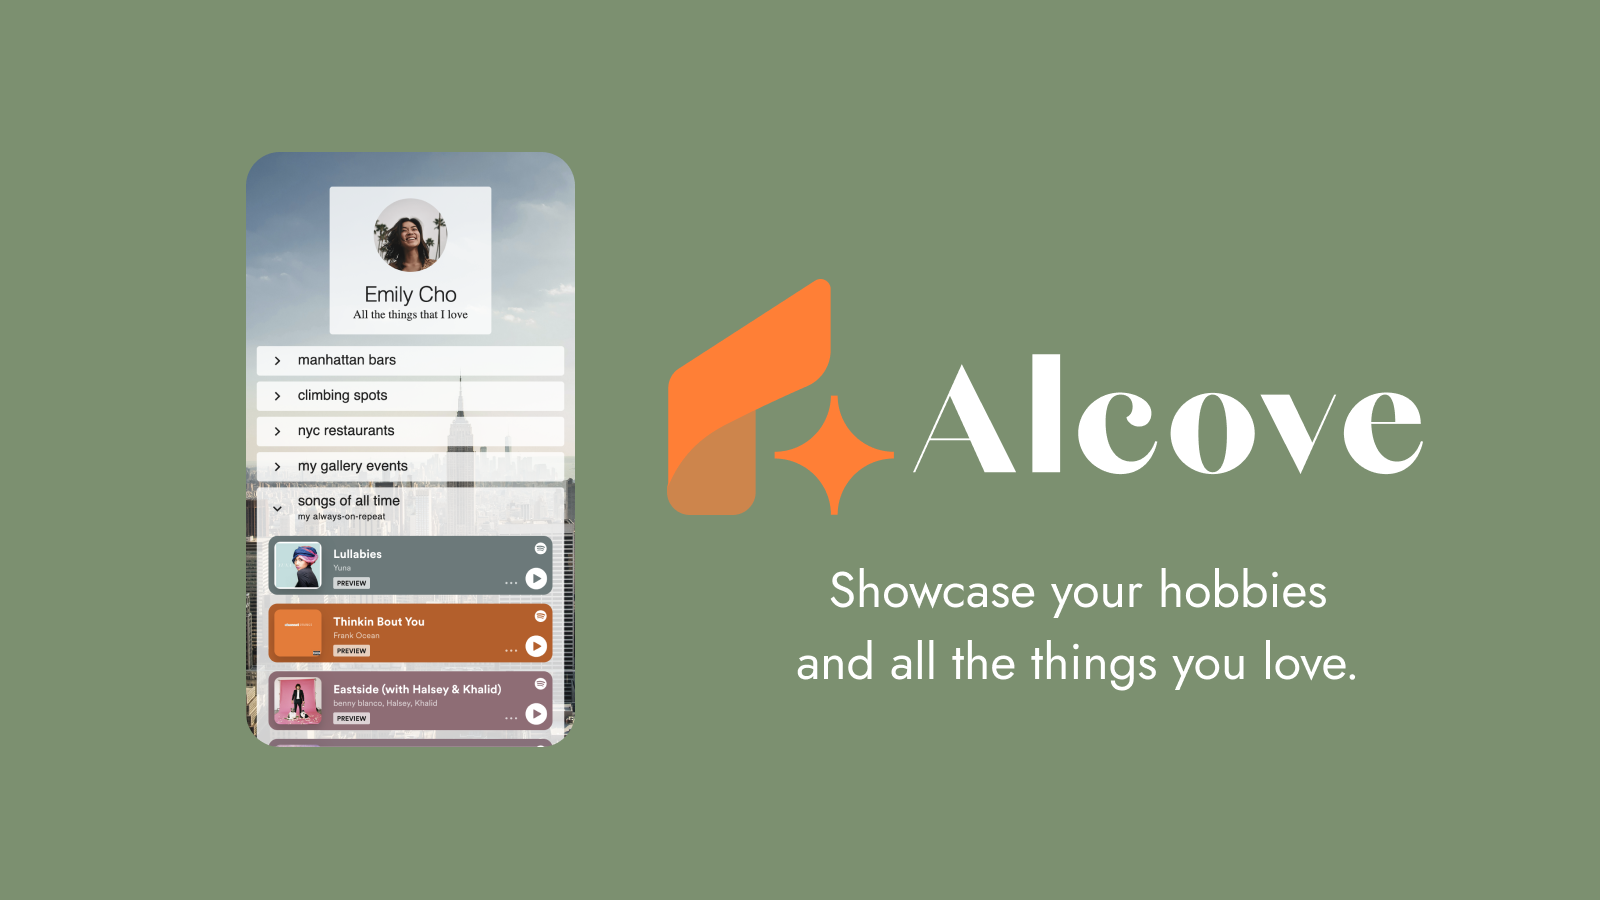 Emily Cho
All the things that I love
manhattan bars
climbing spots
nyc restaurants
my gallery events
songs of all time
my always-on-repeat
Lullabies
Yuna
PREVIEW
Thinkin Bout You
Frank Ocean
PREVIEW
Eastside (with Halsey & Khalid)
benny blanco, Halsey, Khalid
PREVIEW
Alcove
Showcase your hobbies
and all the things you love.